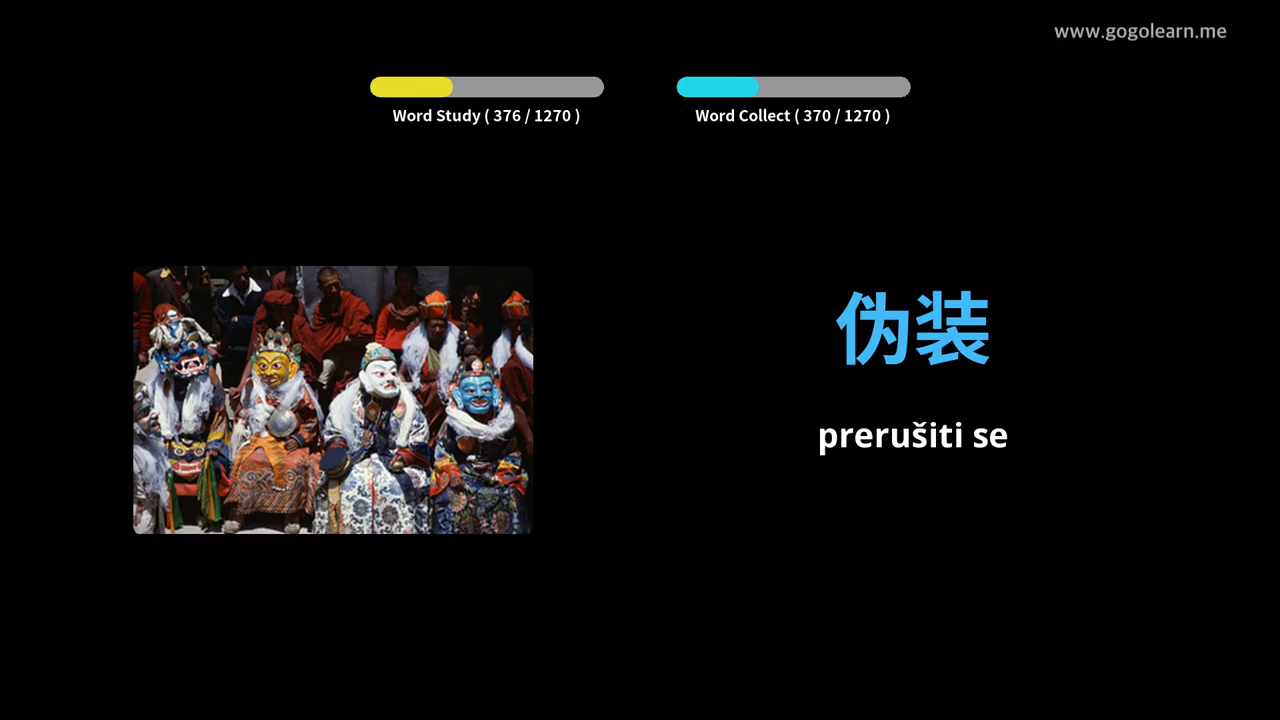 www.gogolearn.me
Word Study ( 376 / 1270 )
Word Collect ( 370 / 1270 )
伪装
prerušiti se